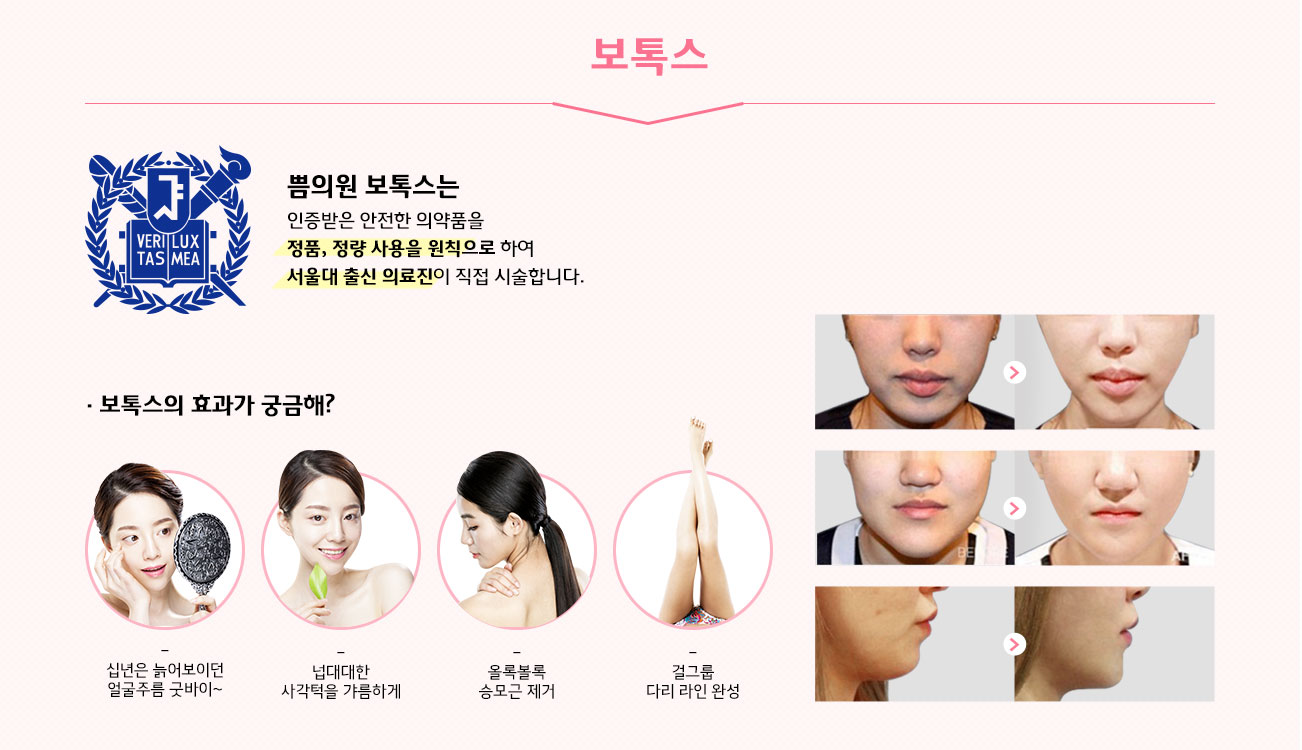 보톡스
VERI LUX
TAS MEA
쁨의원 보톡스는
인증받은 안전한 의약품을
정품, 정량 사용을 원칙으로 하여
서울대 출신 의료진이 직접 시술합니다.
· 보톡스의 효과가 궁금해?
–
십년은 늙어보이던
얼굴주름 굿바이~
–
넙대대한
사각턱을 갸름하게
–
올록볼록
승모근 제거
–
걸그룹
다리 라인 완성